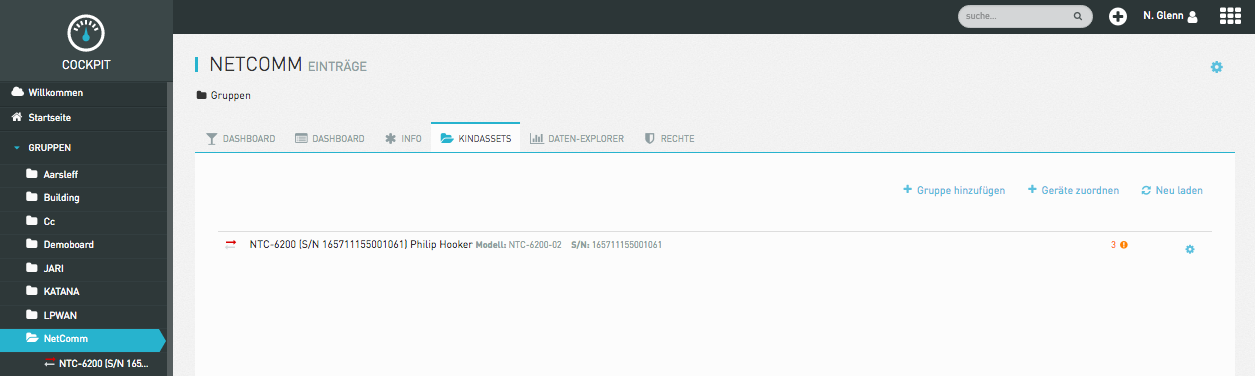 COCKPIT
Willkommen
Startseite
GRUPPEN
Aarsleff
Building
Cc
Demoboard
JARI
KATANA
LPWAN
NetComm
NTC-6200 (S/N 165...
suche...
N. Glenn
NETCOMM EINTRÄGE
Gruppen
DASHBOARD DASHBOARD INFO KINDASSETS DATEN-EXPLORER RECHTE
Gruppe hinzufügen Geräte zuordnen Neu laden
NTC-6200 (S/N 165711155001061) Philip Hooker Modell: NTC-6200-02 S/N: 165711155001061 3